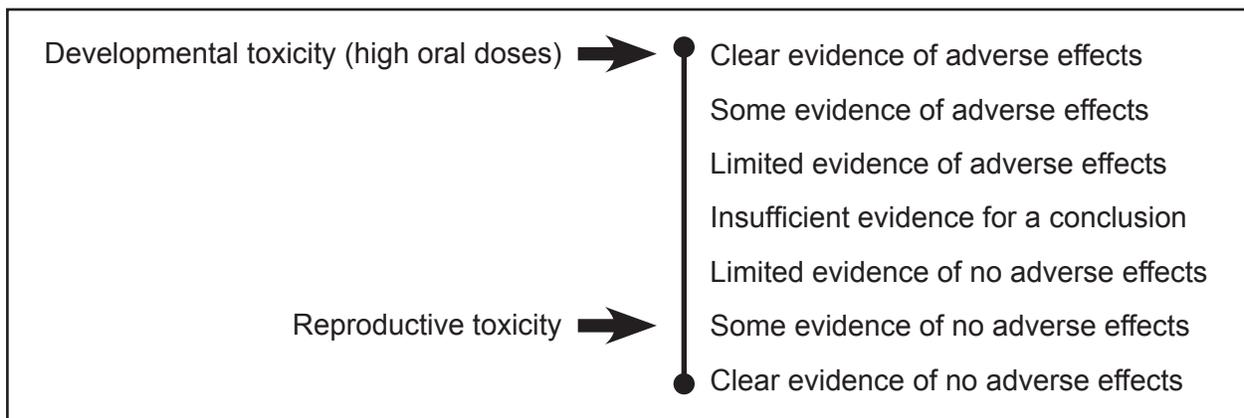 Developmental toxicity (high oral doses) Clear evidence of adverse effects
Some evidence of adverse effects
Limited evidence of adverse effects
Insufficient evidence for a conclusion
Limited evidence of no adverse effects
Reproductive toxicity Some evidence of no adverse effects
Clear evidence of no adverse effects